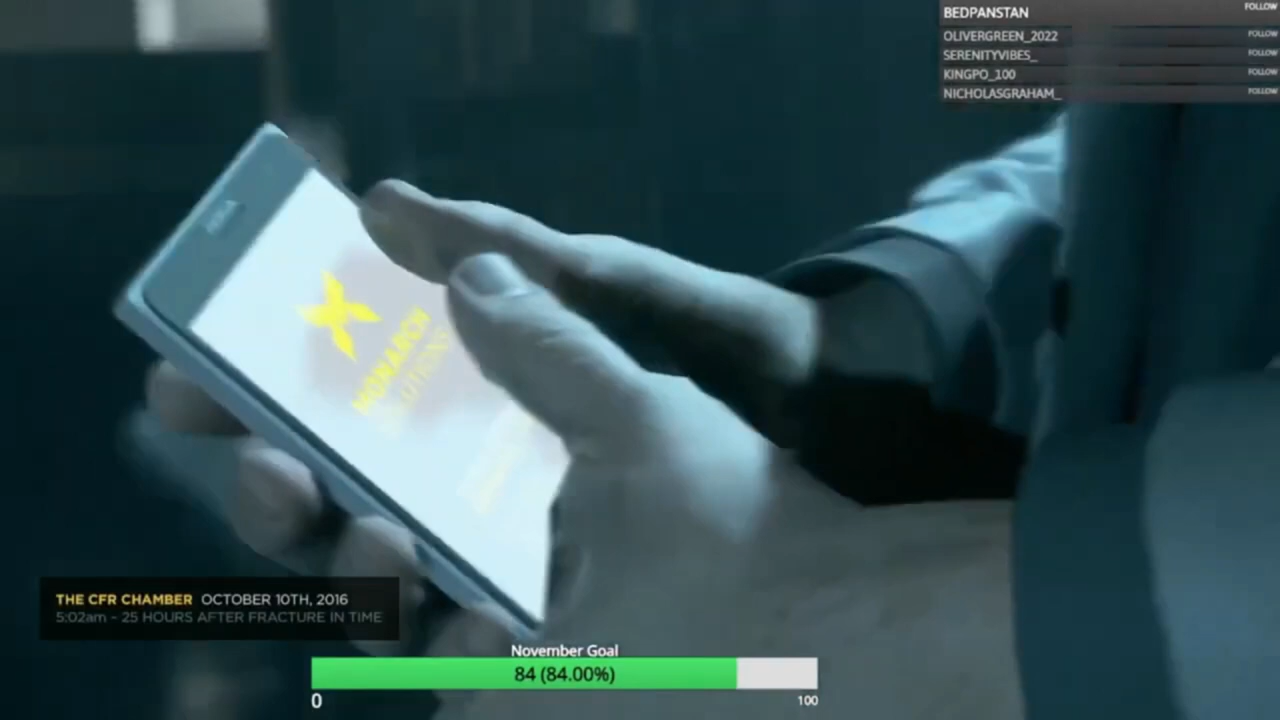 BEDPANSTAN FOLLOW
OLIVERGREEN_2022 FOLLOW
SERENITYVIBES_ FOLLOW
KINGPO_100 FOLLOW
NICHOLASGRAHAM_ FOLLOW
MONARCH
THE CFR CHAMBER OCTOBER 10TH, 2016
5:02am - 25 HOURS AFTER FRACTURE IN TIME
November Goal
84 (84.00%)
0 100